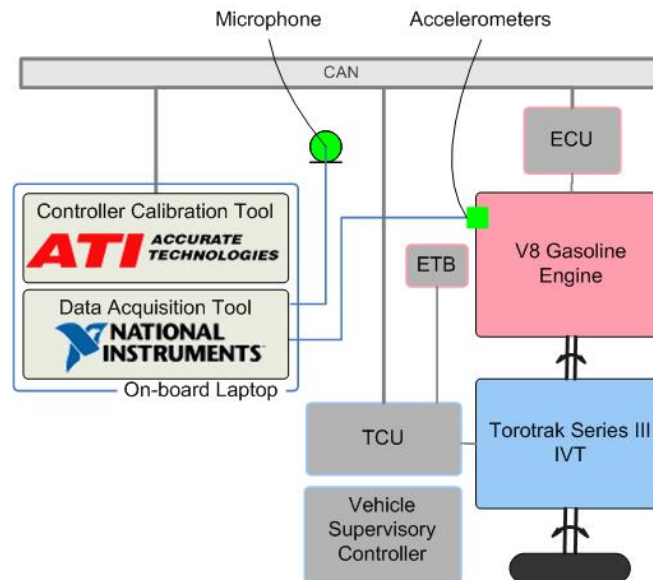 Microphone
Accelerometers
CAN
ECU
Controller Calibration Tool
ATI ACCURATE
TECHNOLOGIES
V8 Gasoline
Engine
ETB
Data Acquisition Tool
NATIONAL
INSTRUMENTS
On-board Laptop
TCU
Torotrak Series III
IVT
Vehicle
Supervisory
Controller